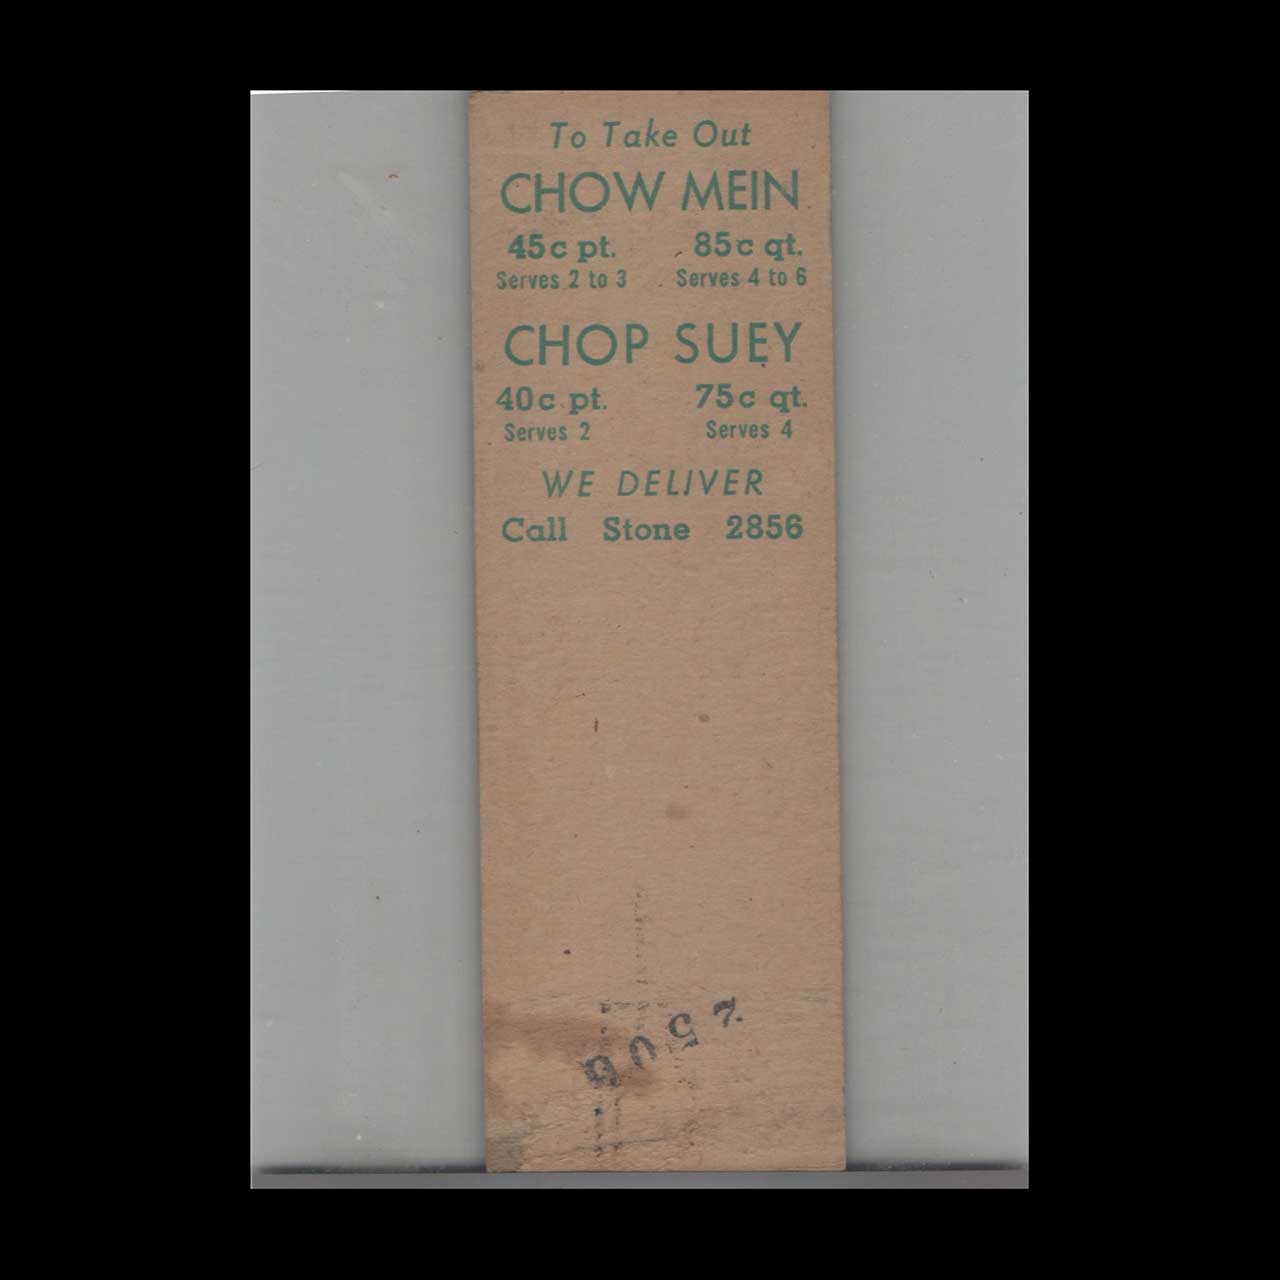 To Take Out
CHOW MEIN
45c pt. 85c qt.
Serves 2 to 3 Serves 4 to 6
CHOP SUEY
40c pt. 75c qt.
Serves 2 Serves 4
WE DELIVER
Call Stone 2856